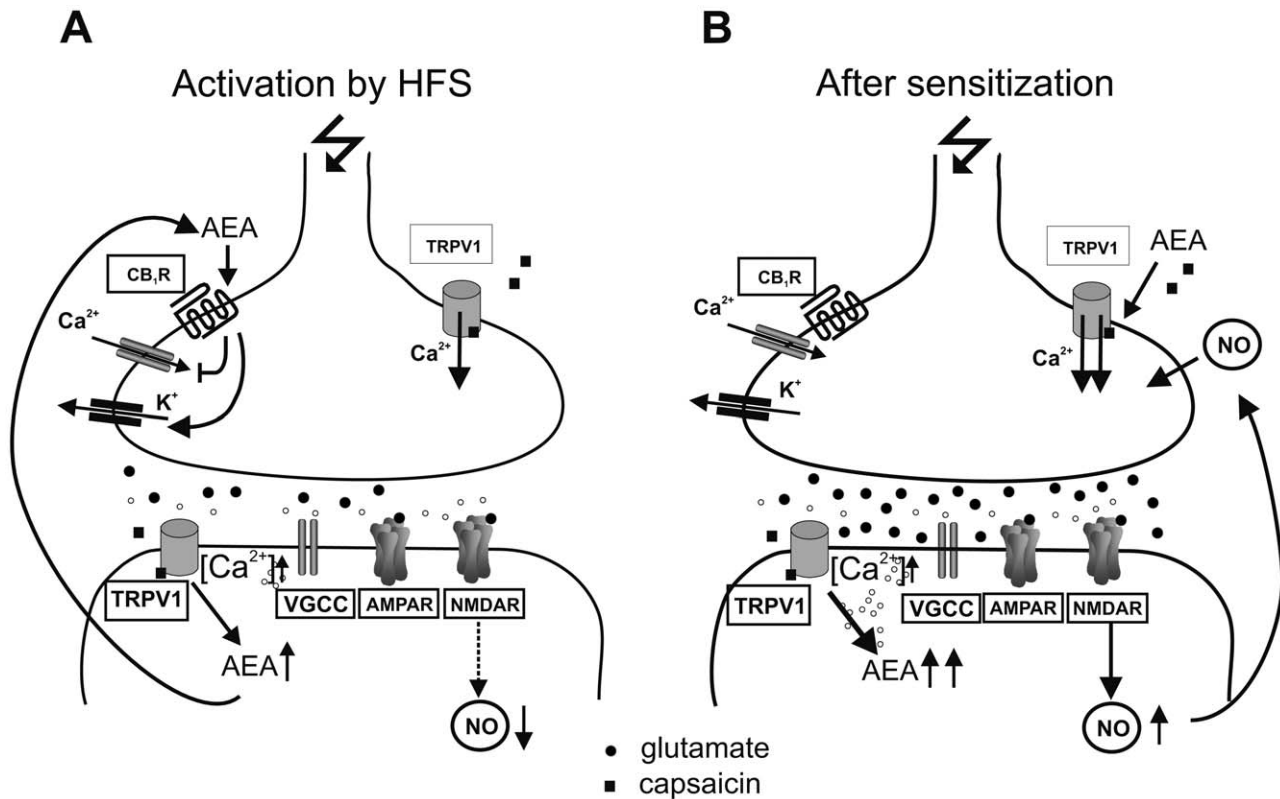 A
Activation by HFS
AEA
CB₁R
TRPV1
Ca²⁺
Ca²⁺
K⁺
[Ca²⁺]
TRPV1
VGCC
AMPAR
NMDAR
AEA
NO
B
After sensitization
TRPV1
AEA
CB₁R
Ca²⁺
Ca²⁺
NO
K⁺
[Ca²⁺]
TRPV1
VGCC
AMPAR
NMDAR
AEA
NO
glutamate
capsaicin